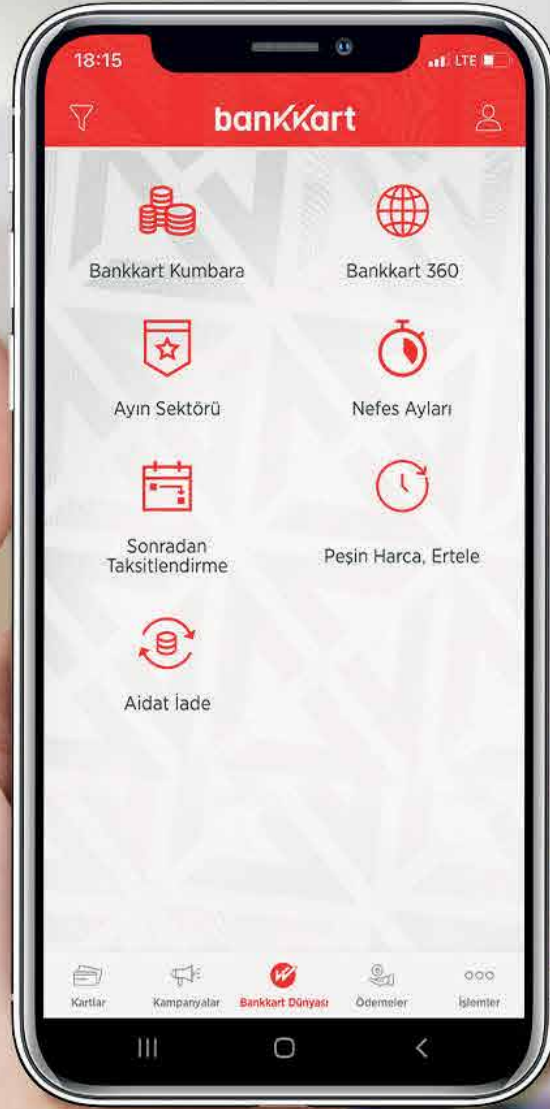 18:15
LTE
bankkart
Bankkart Kumbara
Bankkart 360
Ayın Sektörü
Nefes Ayları
Sonradan
Taksitlendirme
Peşin Harca, Ertele
Aidat İade
Kartlar
Kampanyalar
Bankkart Dünyası
Ödemeler
İşlemler